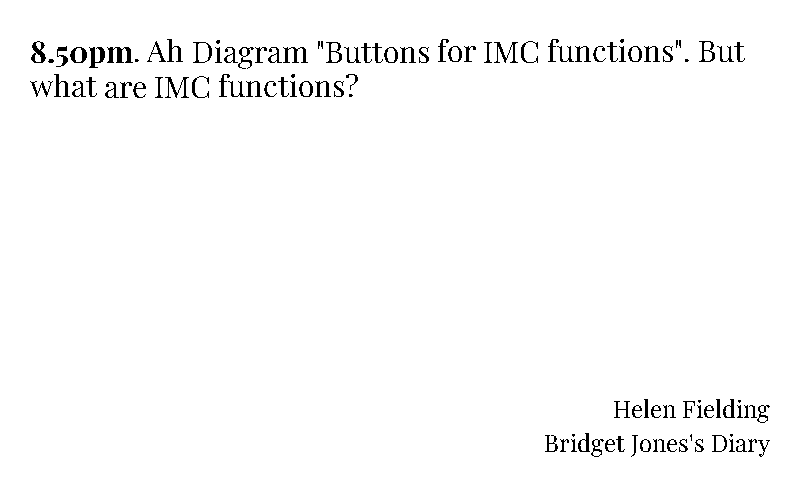 8.50pm. Ah Diagram "Buttons for IMC functions". But
what are IMC functions?
Helen Fielding
Bridget Jones's Diary